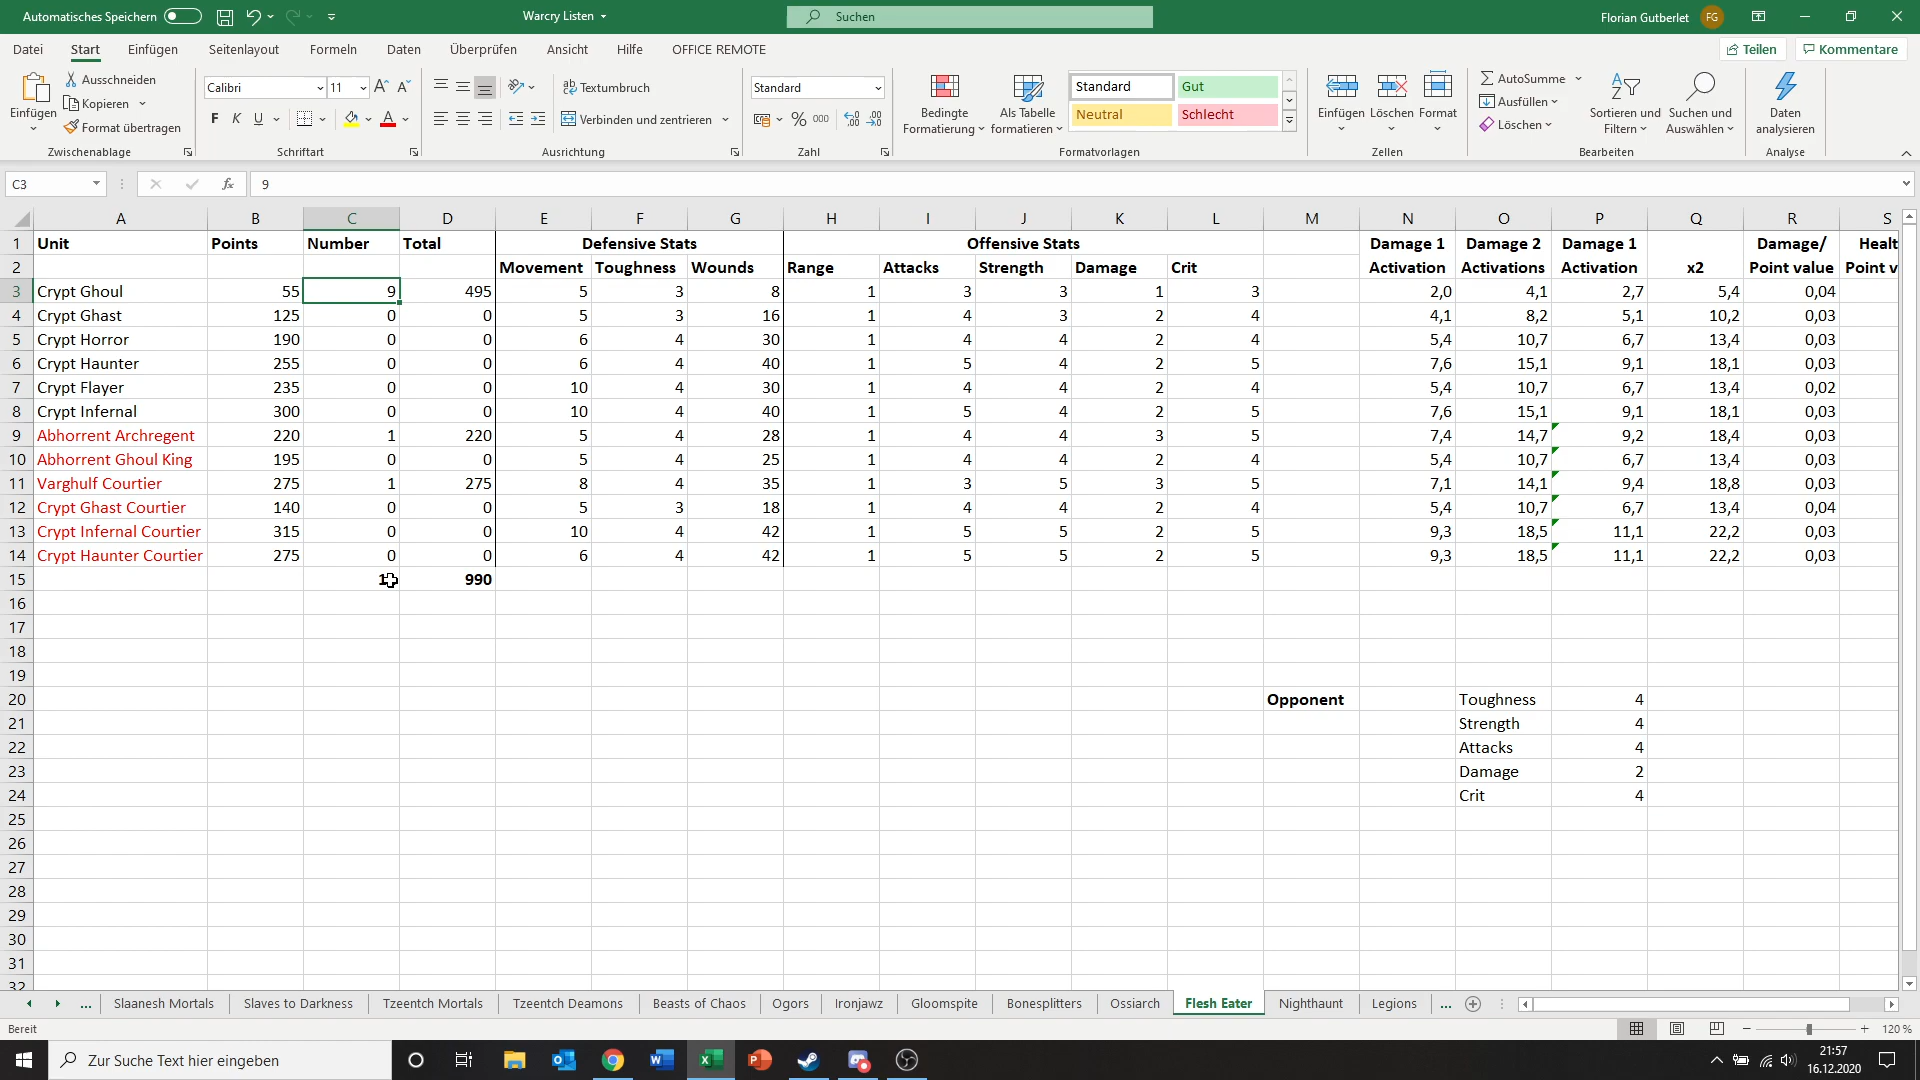 Automatisches Speichern
Warcry Listen
Suchen
Florian Gutberlet FG
Datei Start Einfügen Seitenlayout Formeln Daten Überprüfen Ansicht Hilfe OFFICE REMOTE Teilen Kommentare
Einfügen
Ausschneiden
Kopieren
Format übertragen
Zwischenablage
Calibri 11
F K U
Schriftart
Textumbruch
Verbinden und zentrieren
Ausrichtung
Standard
% 000
Zahl
Bedingte Formatierung
Als Tabelle formatieren
Standard Gut
Neutral Schlecht
Formatvorlagen
Einfügen Löschen Format
Zellen
AutoSumme
Ausfüllen
Löschen
Sortieren und Filtern
Suchen und Auswählen
Bearbeiten
Daten analysieren
Analyse
C3 fx 9
A B C D E F G H I J K L M N O P Q R S
1 Unit Points Number Total Defensive Stats Offensive Stats Damage 1 Damage 2 Damage 1 Damage/ Healt
2 Movement Toughness Wounds Range Attacks Strength Damage Crit Activation Activations Activation x2 Point value Point v
3 Crypt Ghoul 55 9 495 5 3 8 1 3 3 1 3 2,0 4,1 2,7 5,4 0,04
4 Crypt Ghast 125 0 0 5 3 16 1 4 3 2 4 4,1 8,2 5,1 10,2 0,03
5 Crypt Horror 190 0 0 6 4 30 1 4 4 2 4 5,4 10,7 6,7 13,4 0,03
6 Crypt Haunter 255 0 0 6 4 40 1 5 4 2 5 7,6 15,1 9,1 18,1 0,03
7 Crypt Flayer 235 0 0 10 4 30 1 4 4 2 4 5,4 10,7 6,7 13,4 0,02
8 Crypt Infernal 300 0 0 10 4 40 1 5 4 2 5 7,6 15,1 9,1 18,1 0,03
9 Abhorrent Archregent 220 1 220 5 4 28 1 4 4 3 5 7,4 14,7 9,2 18,4 0,03
10 Abhorrent Ghoul King 195 0 0 5 4 25 1 4 4 2 4 5,4 10,7 6,7 13,4 0,03
11 Varghulf Courtier 275 1 275 8 4 35 1 3 5 3 5 7,1 14,1 9,4 18,8 0,03
12 Crypt Ghast Courtier 140 0 0 5 3 18 1 4 4 2 4 5,4 10,7 6,7 13,4 0,04
13 Crypt Infernal Courtier 315 0 0 10 4 42 1 5 5 2 5 9,3 18,5 11,1 22,2 0,03
14 Crypt Haunter Courtier 275 0 0 6 4 42 1 5 5 2 5 9,3 18,5 11,1 22,2 0,03
15 990
16
17
18
19
20 Opponent Toughness 4
21 Strength 4
22 Attacks 4
23 Damage 2
24 Crit 4
25
26
27
28
29
30
31
32
... Slaanesh Mortals Slaves to Darkness Tzeentch Mortals Tzeentch Deamons Beasts of Chaos Ogors Ironjawz Gloomspite Bonesplitters Ossiarch Flesh Eater Nighthaunt Legions ...
Bereit 120 %
Zur Suche Text hier eingeben
21:57
16.12.2020